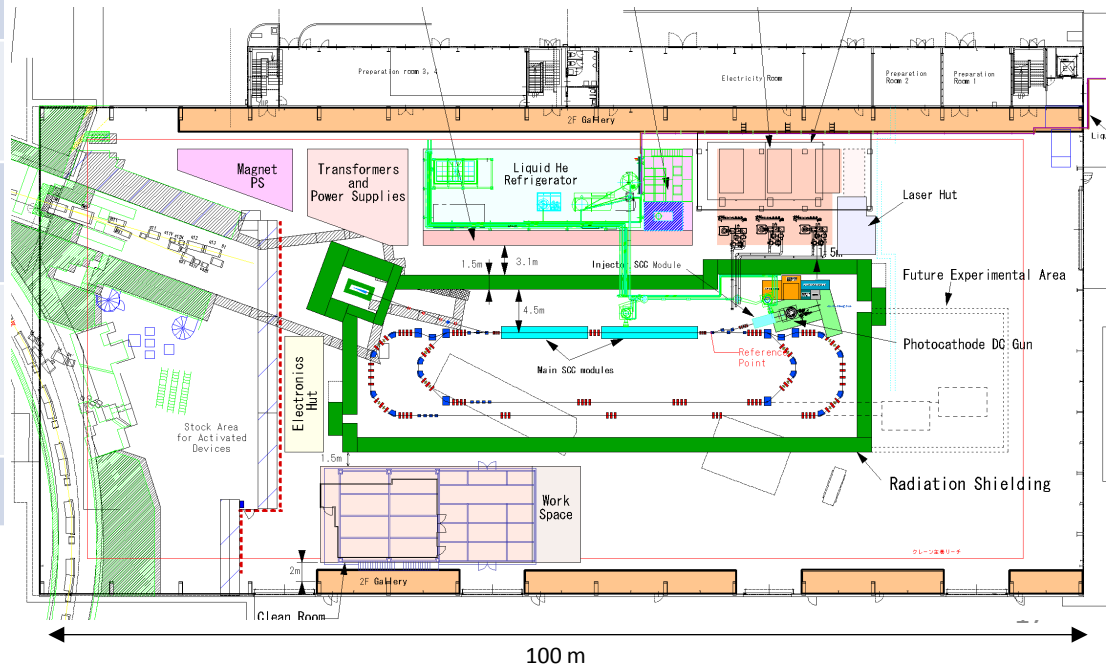 Preparation room 3, 4
Electricity Room
Preparation
Room 2
Preparation
Room 1
2F Gallery
Magnet
PS
Transformers
and
Power Supplies
Liquid He
Refrigerator
Laser Hut
1.5m
3.1m
Injector SCC Module
.5m
Future Experimental Area
4.5m
Photocathode DC Gun
Reference
Point
Main SCC modules
Electronics
Hut
Stock Area
for Activated
Devices
1.5m
Radiation Shielding
Work
Space
2m
2F Gallery
Clean Room
100 m